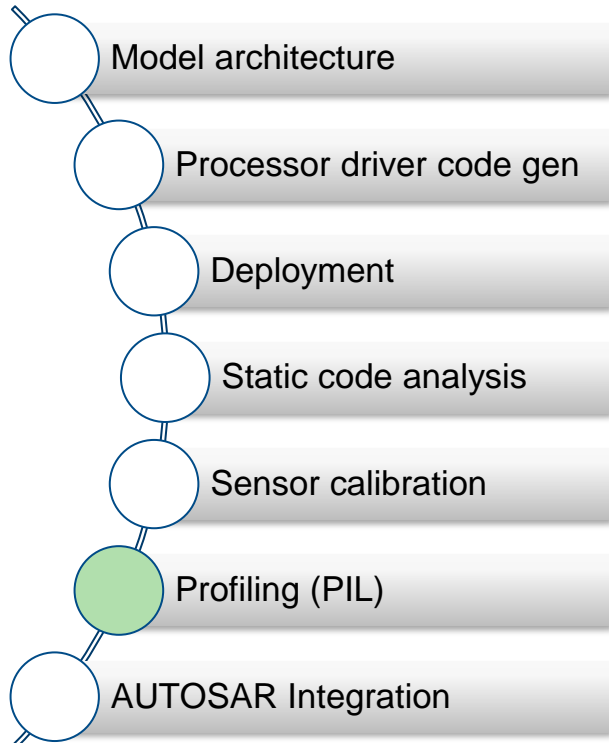 Model architecture
Processor driver code gen
Deployment
Static code analysis
Sensor calibration
Profiling (PIL)
AUTOSAR Integration